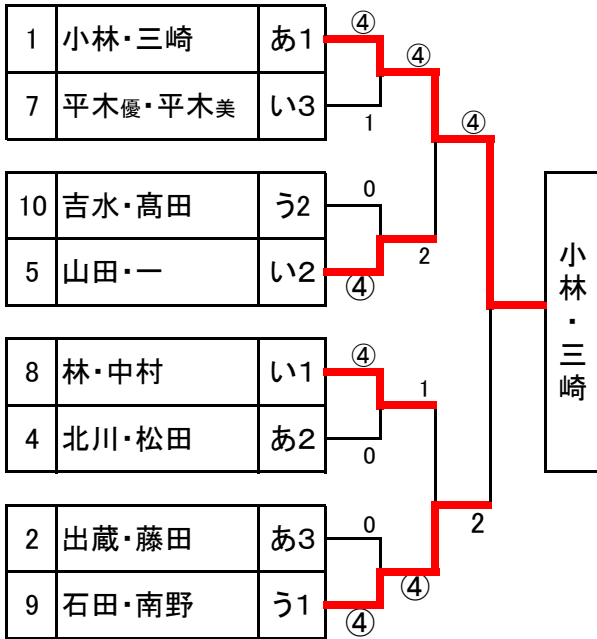 1 小林・三崎 あ1 ④
④
7 平木優・平木美 い3 1
④
10 吉水・髙田 う2 0
2
5 山田・一 い2 ④
小林・三崎
8 林・中村 い1 ④
1
4 北川・松田 あ2 0
2
2 出蔵・藤田 あ3 0
④
9 石田・南野 う1 ④